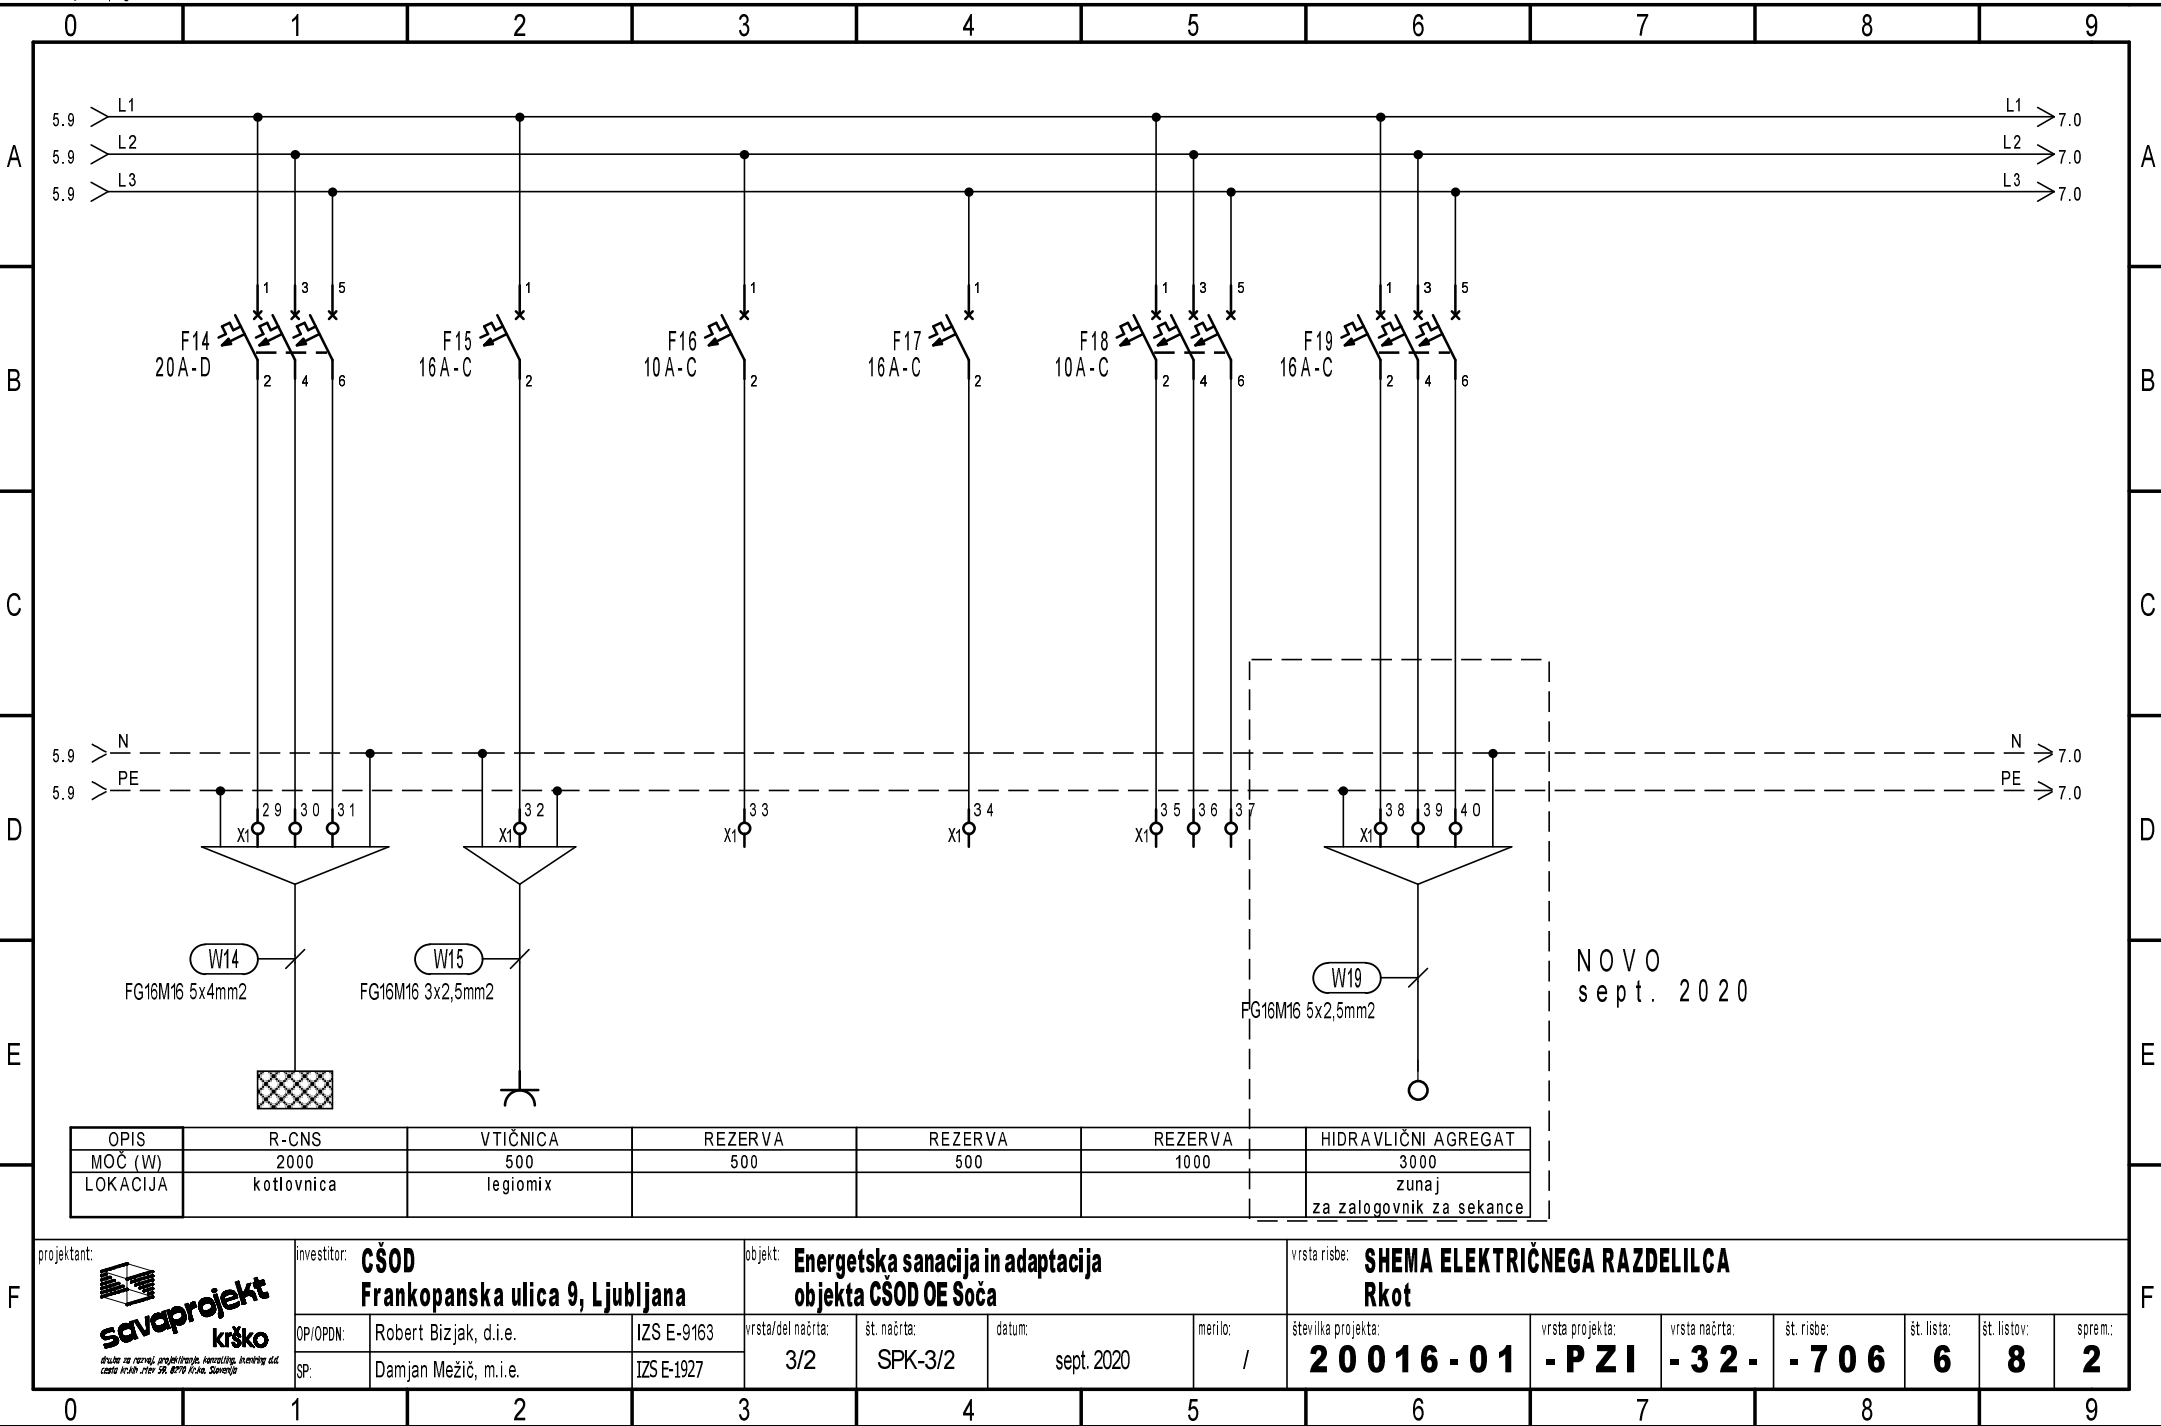 0 1 2 3 4 5 6 7 8 9
5.9 L1 L1 7.0
A 5.9 L2 L2 7.0 A
5.9 L3 L3 7.0
1 3 5 1 1 1 1 3 5 1 3 5
F14 F15 F16 F17 F18 F19
20A-D 16A-C 10A-C 16A-C 10A-C 16A-C
B 2 4 6 2 2 2 2 4 6 2 4 6 B
C C
5.9 N N 7.0
5.9 PE PE 7.0
29 30 31 32 33 34 35 36 37 38 39 40
D X1 X1 X1 X1 X1 X1 D
W14 W15 W19
FG16M16 5x4mm2 FG16M16 3x2,5mm2 FG16M16 5x2,5mm2
NOVO
sept. 2020
E E
OPIS R-CNS VTIČNICA REZERVA REZERVA REZERVA HIDRAVLIČNI AGREGAT
MOČ (W) 2000 500 500 500 1000 3000
LOKACIJA kotlovnica legiomix zunaj
za zalogovnik za sekance
F F
projektant:
savaprojekt
krško
investitor: CŠOD
Frankopanska ulica 9, Ljubljana
OP/OPDN: Robert Bizjak, d.i.e. IZS E-9163
SP: Damjan Mežič, m.i.e. IZS E-1927
objekt: Energetska sanacija in adaptacija
objekta CŠOD OE Soča
vrsta/del načrta: št. načrta: datum: merilo:
3/2 SPK-3/2 sept. 2020 /
vrsta risbe: SHEMA ELEKTRIČNEGA RAZDELILCA
Rkot
številka projekta: vrsta projekta: vrsta načrta: št. risbe: št. lista: št. listov: sprem.:
20016-01 -PZI -32- -706 6 8 2
0 1 2 3 4 5 6 7 8 9